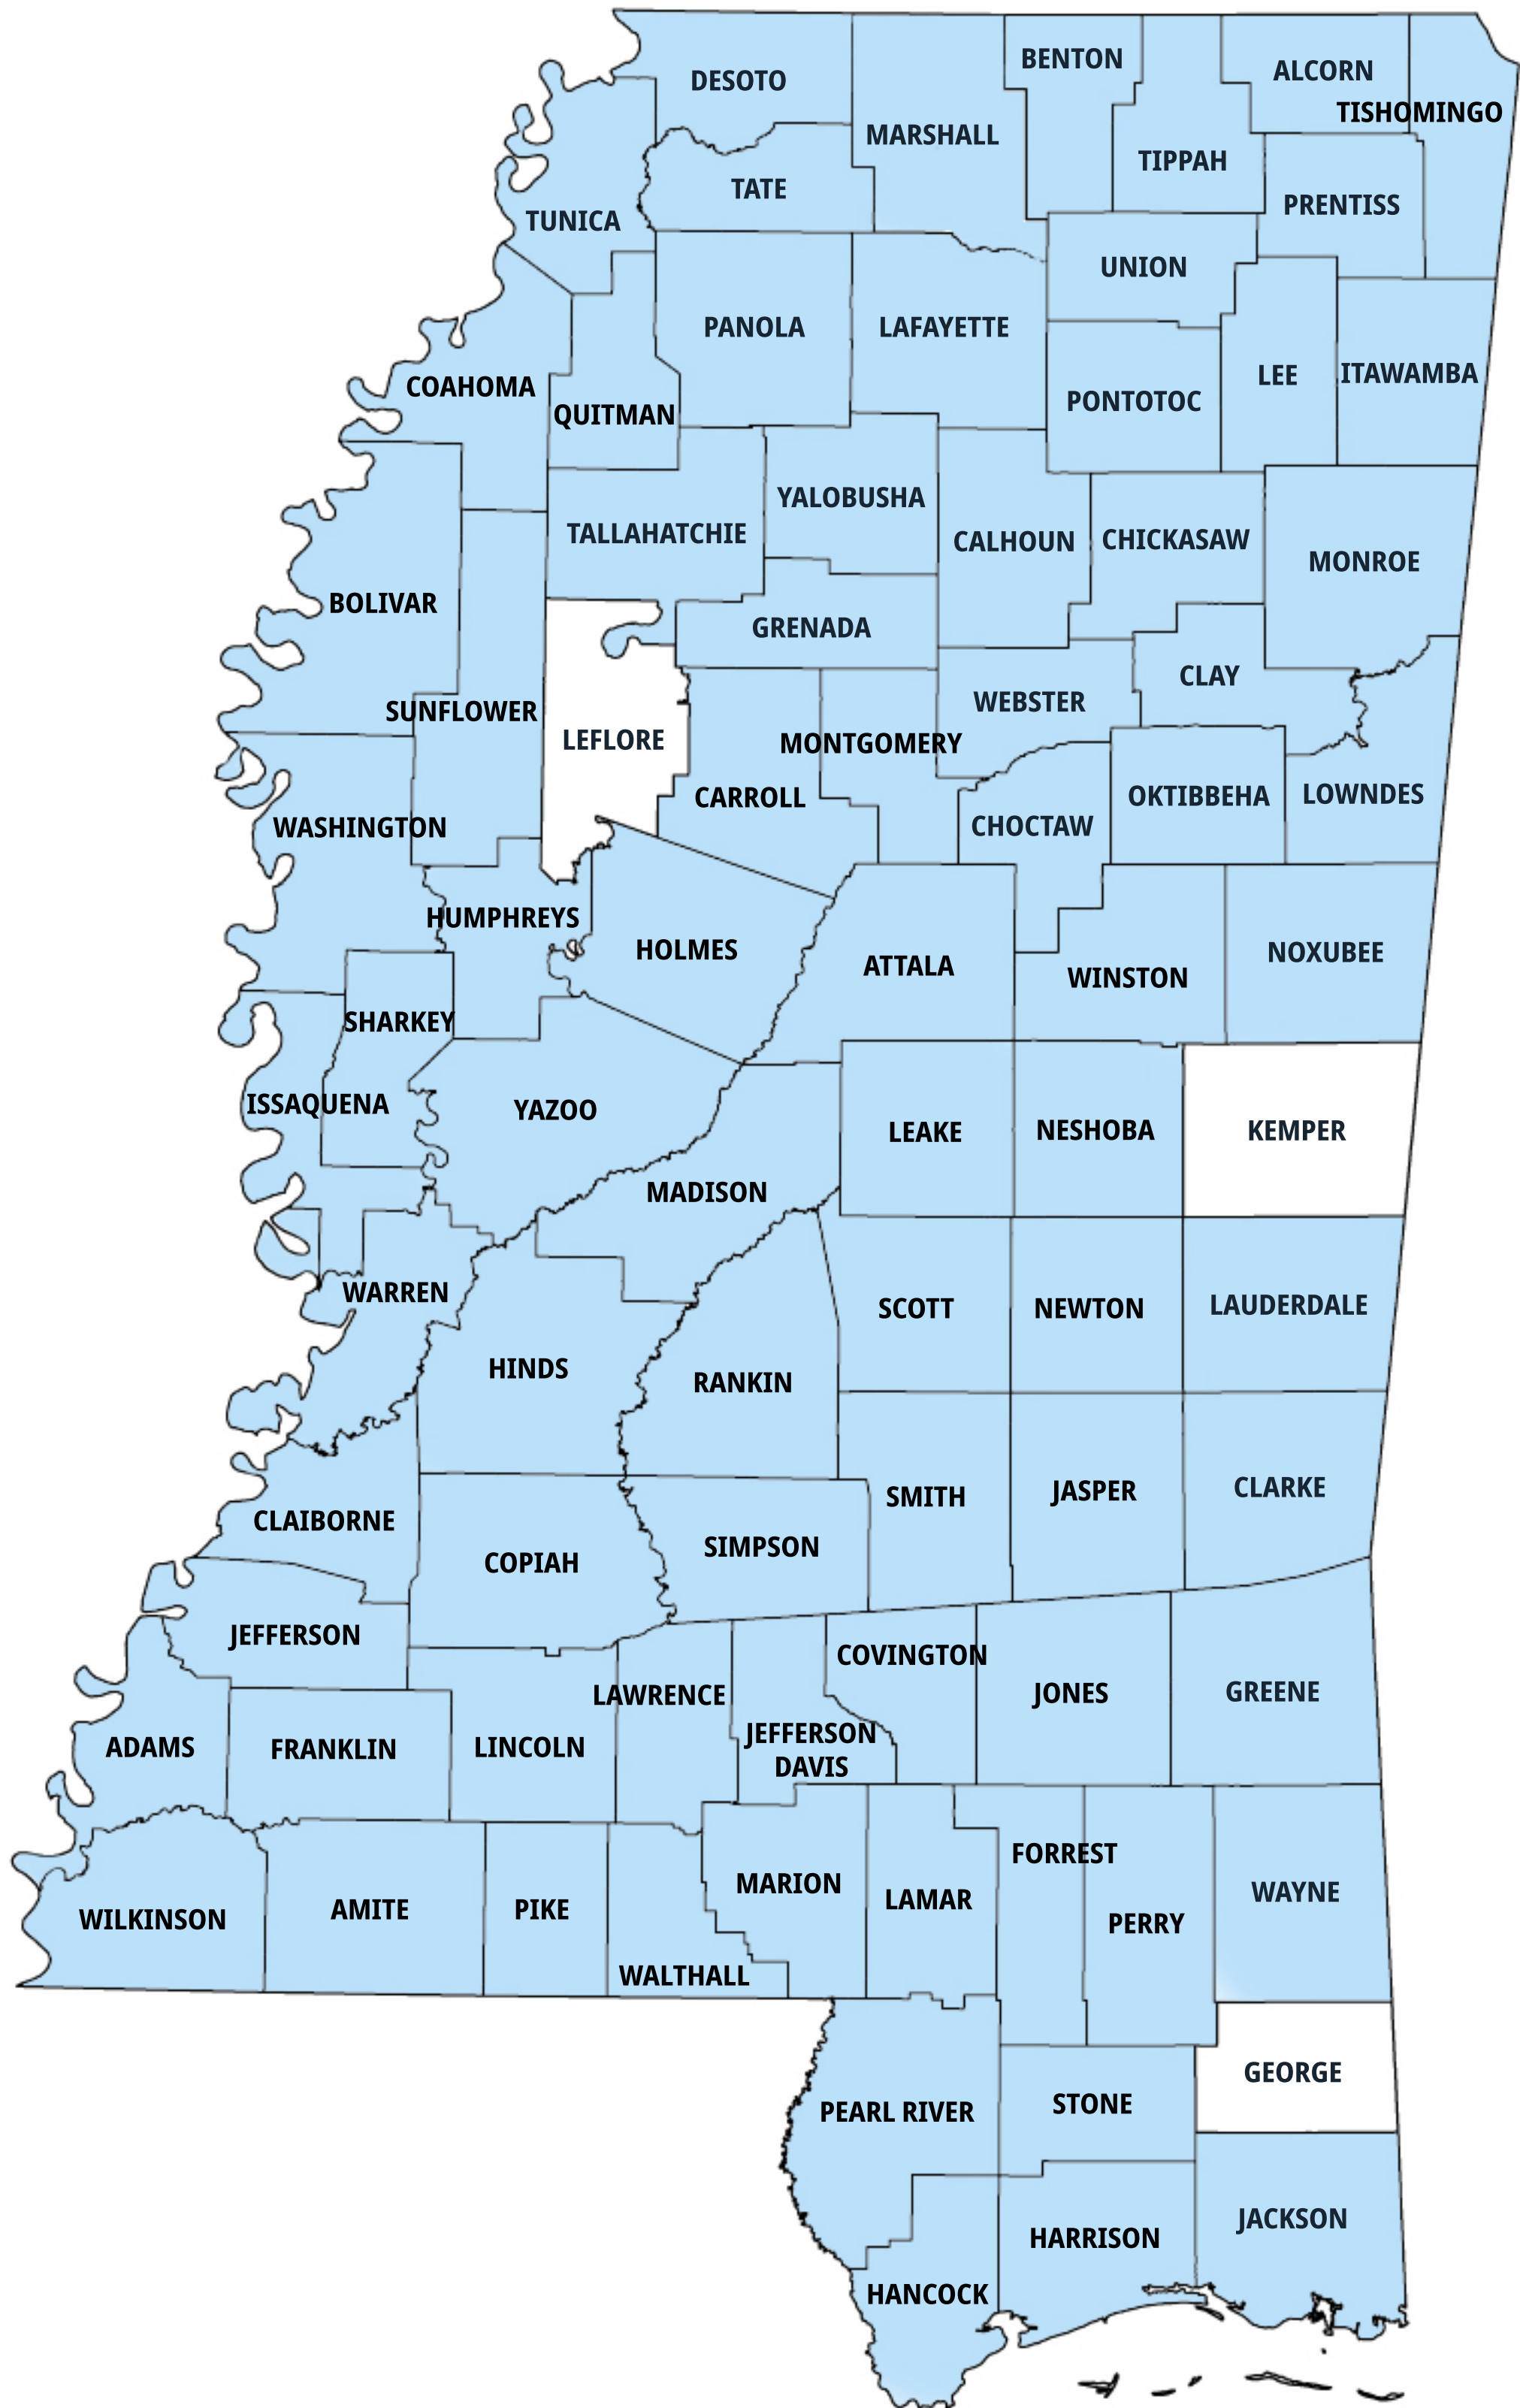 BENTON
ALCORN
DESOTO
TISHOMINGO
MARSHALL
TIPPAH
TATE
PRENTISS
TUNICA
UNION
PANOLA
LAFAYETTE
LEE
ITAWAMBA
COAHOMA
PONTOTOC
QUITMAN
YALOBUSHA
TALLAHATCHIE
CHICKASAW
CALHOUN
MONROE
BOLIVAR
GRENADA
CLAY
WEBSTER
SUNFLOWER
LEFLORE
MONTGOMERY
LOWNDES
OKTIBBEHA
CARROLL
CHOCTAW
WASHINGTON
HUMPHREYS
HOLMES
NOXUBEE
ATTALA
WINSTON
SHARKEY
ISSAQUENA
YAZOO
NESHOBA
KEMPER
LEAKE
MADISON
WARREN
LAUDERDALE
SCOTT
NEWTON
HINDS
RANKIN
CLARKE
JASPER
SMITH
CLAIBORNE
SIMPSON
COPIAH
JEFFERSON
COVINGTON
GREENE
JONES
LAWRENCE
JEFFERSON
DAVIS
ADAMS
FRANKLIN
LINCOLN
FORREST
MARION
WAYNE
LAMAR
AMITE
PIKE
WILKINSON
PERRY
WALTHALL
GEORGE
STONE
PEARL RIVER
JACKSON
HARRISON
HANCOCK